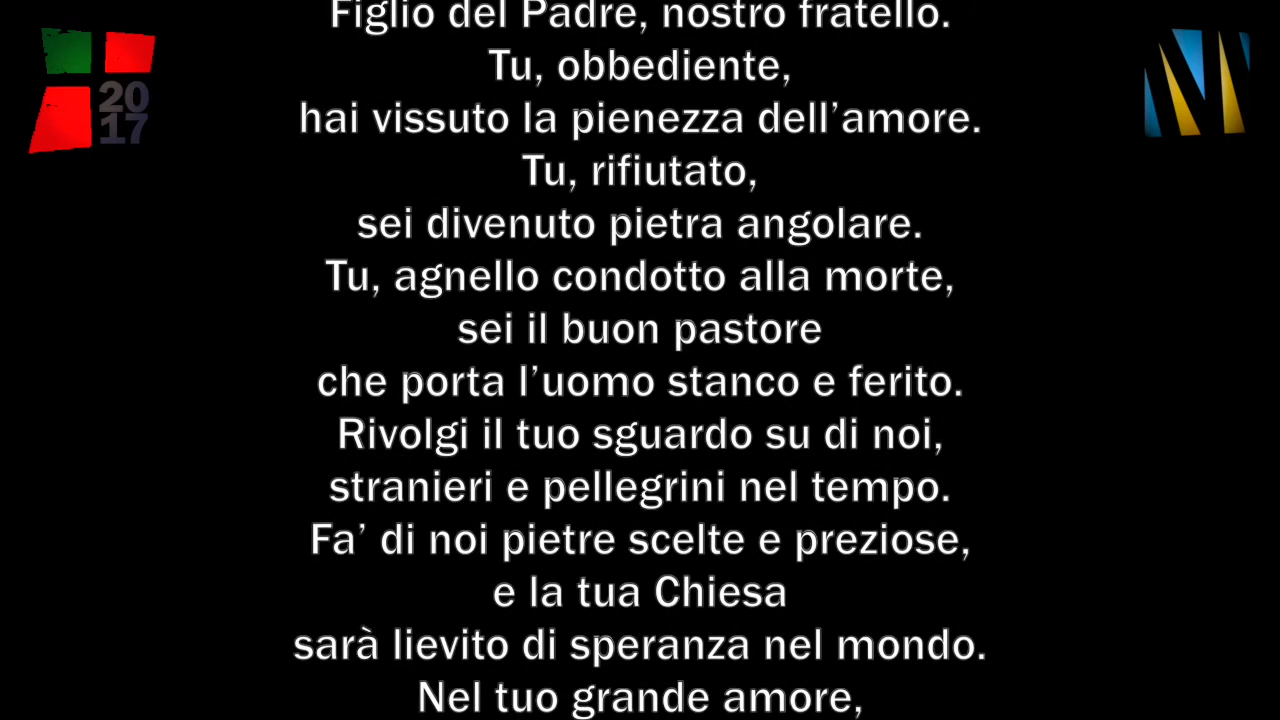 Figlio del Padre, nostro fratello.
Tu, obbediente,
hai vissuto la pienezza dell’amore.
Tu, rifiutato,
sei divenuto pietra angolare.
Tu, agnello condotto alla morte,
sei il buon pastore
che porta l’uomo stanco e ferito.
Rivolgi il tuo sguardo su di noi,
stranieri e pellegrini nel tempo.
Fa’ di noi pietre scelte e preziose,
e la tua Chiesa
sarà lievito di speranza nel mondo.
Nel tuo grande amore,
20
17